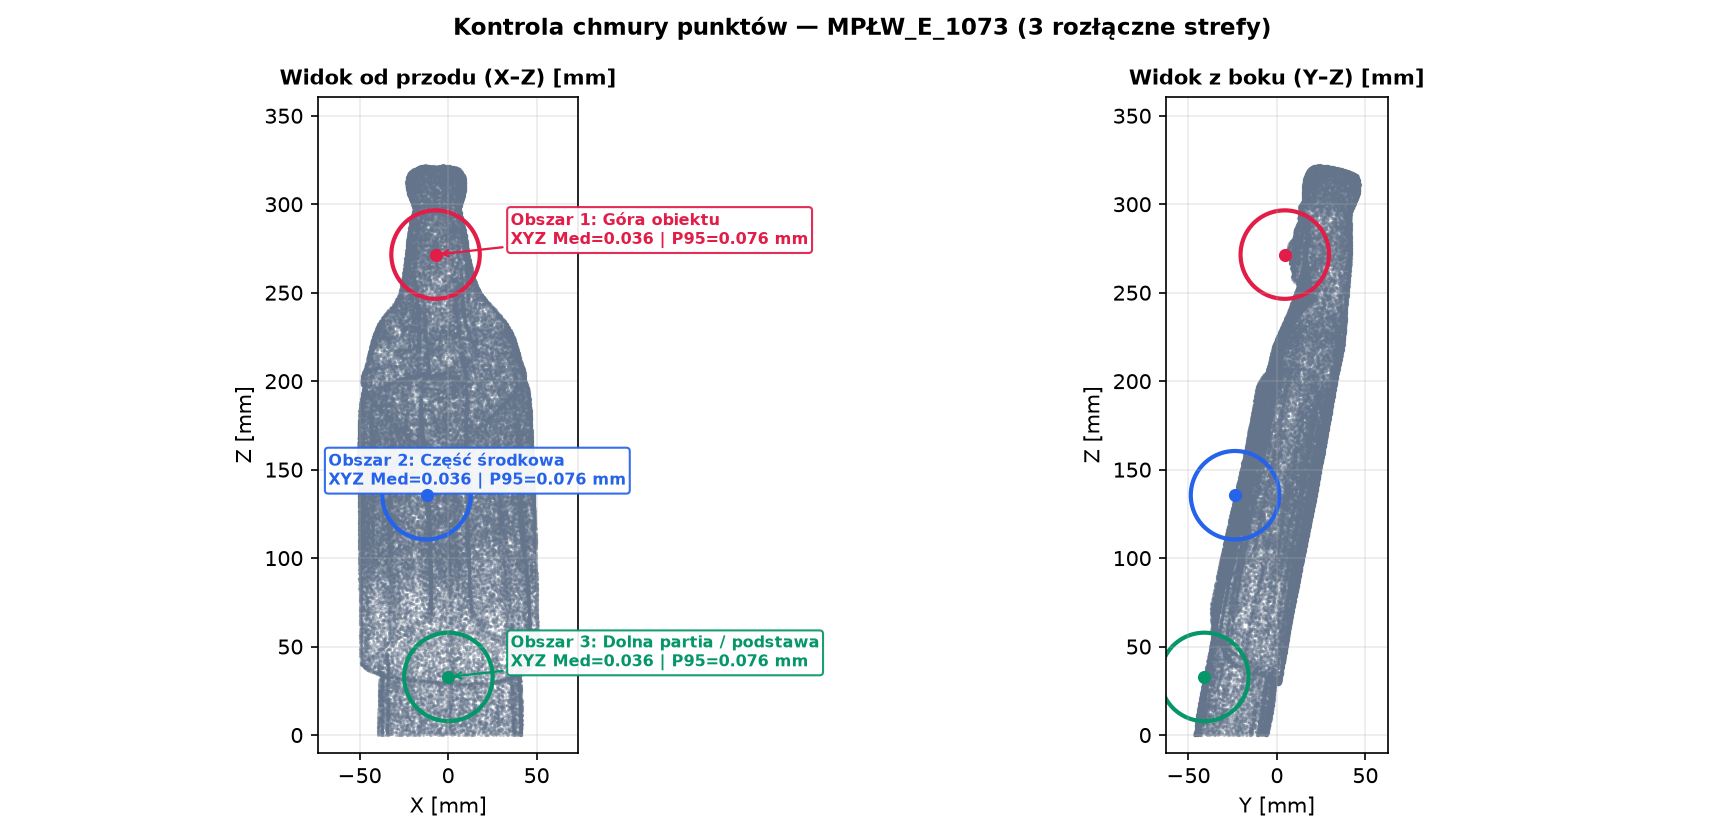 Kontrola chmury punktów — MPŁW_E_1073 (3 rozłączne strefy)
Widok od przodu (X–Z) [mm]
350
300
250
200
150
100
50
0
Z [mm]
−50
0
50
X [mm]
Obszar 1: Góra obiektu
XYZ Med=0.036 | P95=0.076 mm
Obszar 2: Część środkowa
XYZ Med=0.036 | P95=0.076 mm
Obszar 3: Dolna partia / podstawa
XYZ Med=0.036 | P95=0.076 mm
Widok z boku (Y–Z) [mm]
350
300
250
200
150
100
50
0
Z [mm]
−50
0
50
Y [mm]